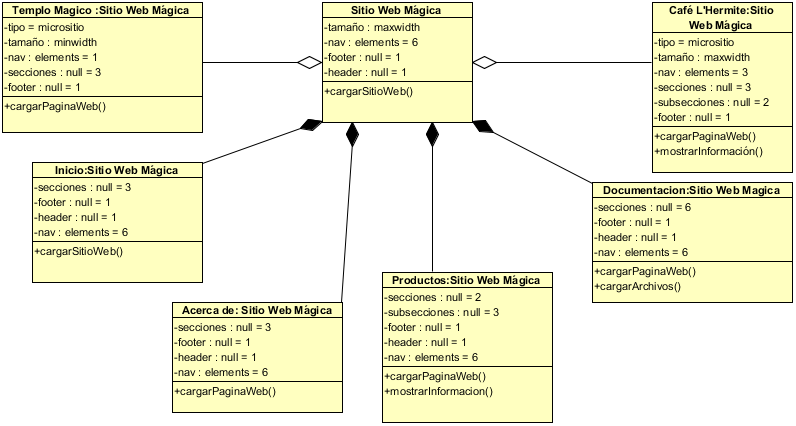 Templo Magico :Sitio Web Mágica
-tipo = micrositio
-tamaño : minwidth
-nav : elements = 1
-secciones : null = 3
-footer : null = 1
+cargarPaginaWeb()
Sitio Web Mágica
-tamaño : maxwidth
-nav : elements = 6
-footer : null = 1
-header : null = 1
+cargarSitioWeb()
Café L'Hermite:Sitio
Web Mágica
-tipo = micrositio
-tamaño : maxwidth
-nav : elements = 3
-secciones : null = 3
-subsecciones : null = 2
-footer : null = 1
+cargarPaginaWeb()
+mostrarInformación()
Inicio:Sitio Web Mágica
-secciones : null = 3
-footer : null = 1
-header : null = 1
-nav : elements = 6
+cargarSitioWeb()
Documentacion:Sitio Web Magica
-secciones : null = 6
-footer : null = 1
-header : null = 1
-nav : elements = 6
+cargarPaginaWeb()
+cargarArchivos()
Acerca de: Sitio Web Mágica
-secciones : null = 3
-footer : null = 1
-header : null = 1
-nav : elements = 6
+cargarPaginaWeb()
Productos:Sitio Web Mágica
-secciones : null = 2
-subsecciones : null = 3
-footer : null = 1
-header : null = 1
-nav : elements = 6
+cargarPaginaWeb()
+mostrarInformacion()